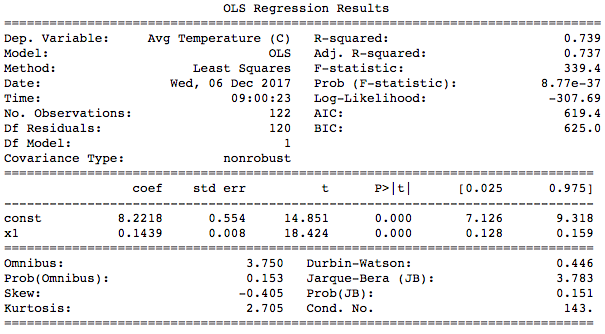 OLS Regression Results
==============================================================================
Dep. Variable: Avg Temperature (C) R-squared: 0.739
Model: OLS Adj. R-squared: 0.737
Method: Least Squares F-statistic: 339.4
Date: Wed, 06 Dec 2017 Prob (F-statistic): 8.77e-37
Time: 09:00:23 Log-Likelihood: -307.69
No. Observations: 122 AIC: 619.4
Df Residuals: 120 BIC: 625.0
Df Model: 1
Covariance Type: nonrobust
==============================================================================
coef std err t P>|t| [0.025 0.975]
------------------------------------------------------------------------------
const 8.2218 0.554 14.851 0.000 7.126 9.318
x1 0.1439 0.008 18.424 0.000 0.128 0.159
==============================================================================
Omnibus: 3.750 Durbin-Watson: 0.446
Prob(Omnibus): 0.153 Jarque-Bera (JB): 3.783
Skew: -0.405 Prob(JB): 0.151
Kurtosis: 2.705 Cond. No. 143.
==============================================================================